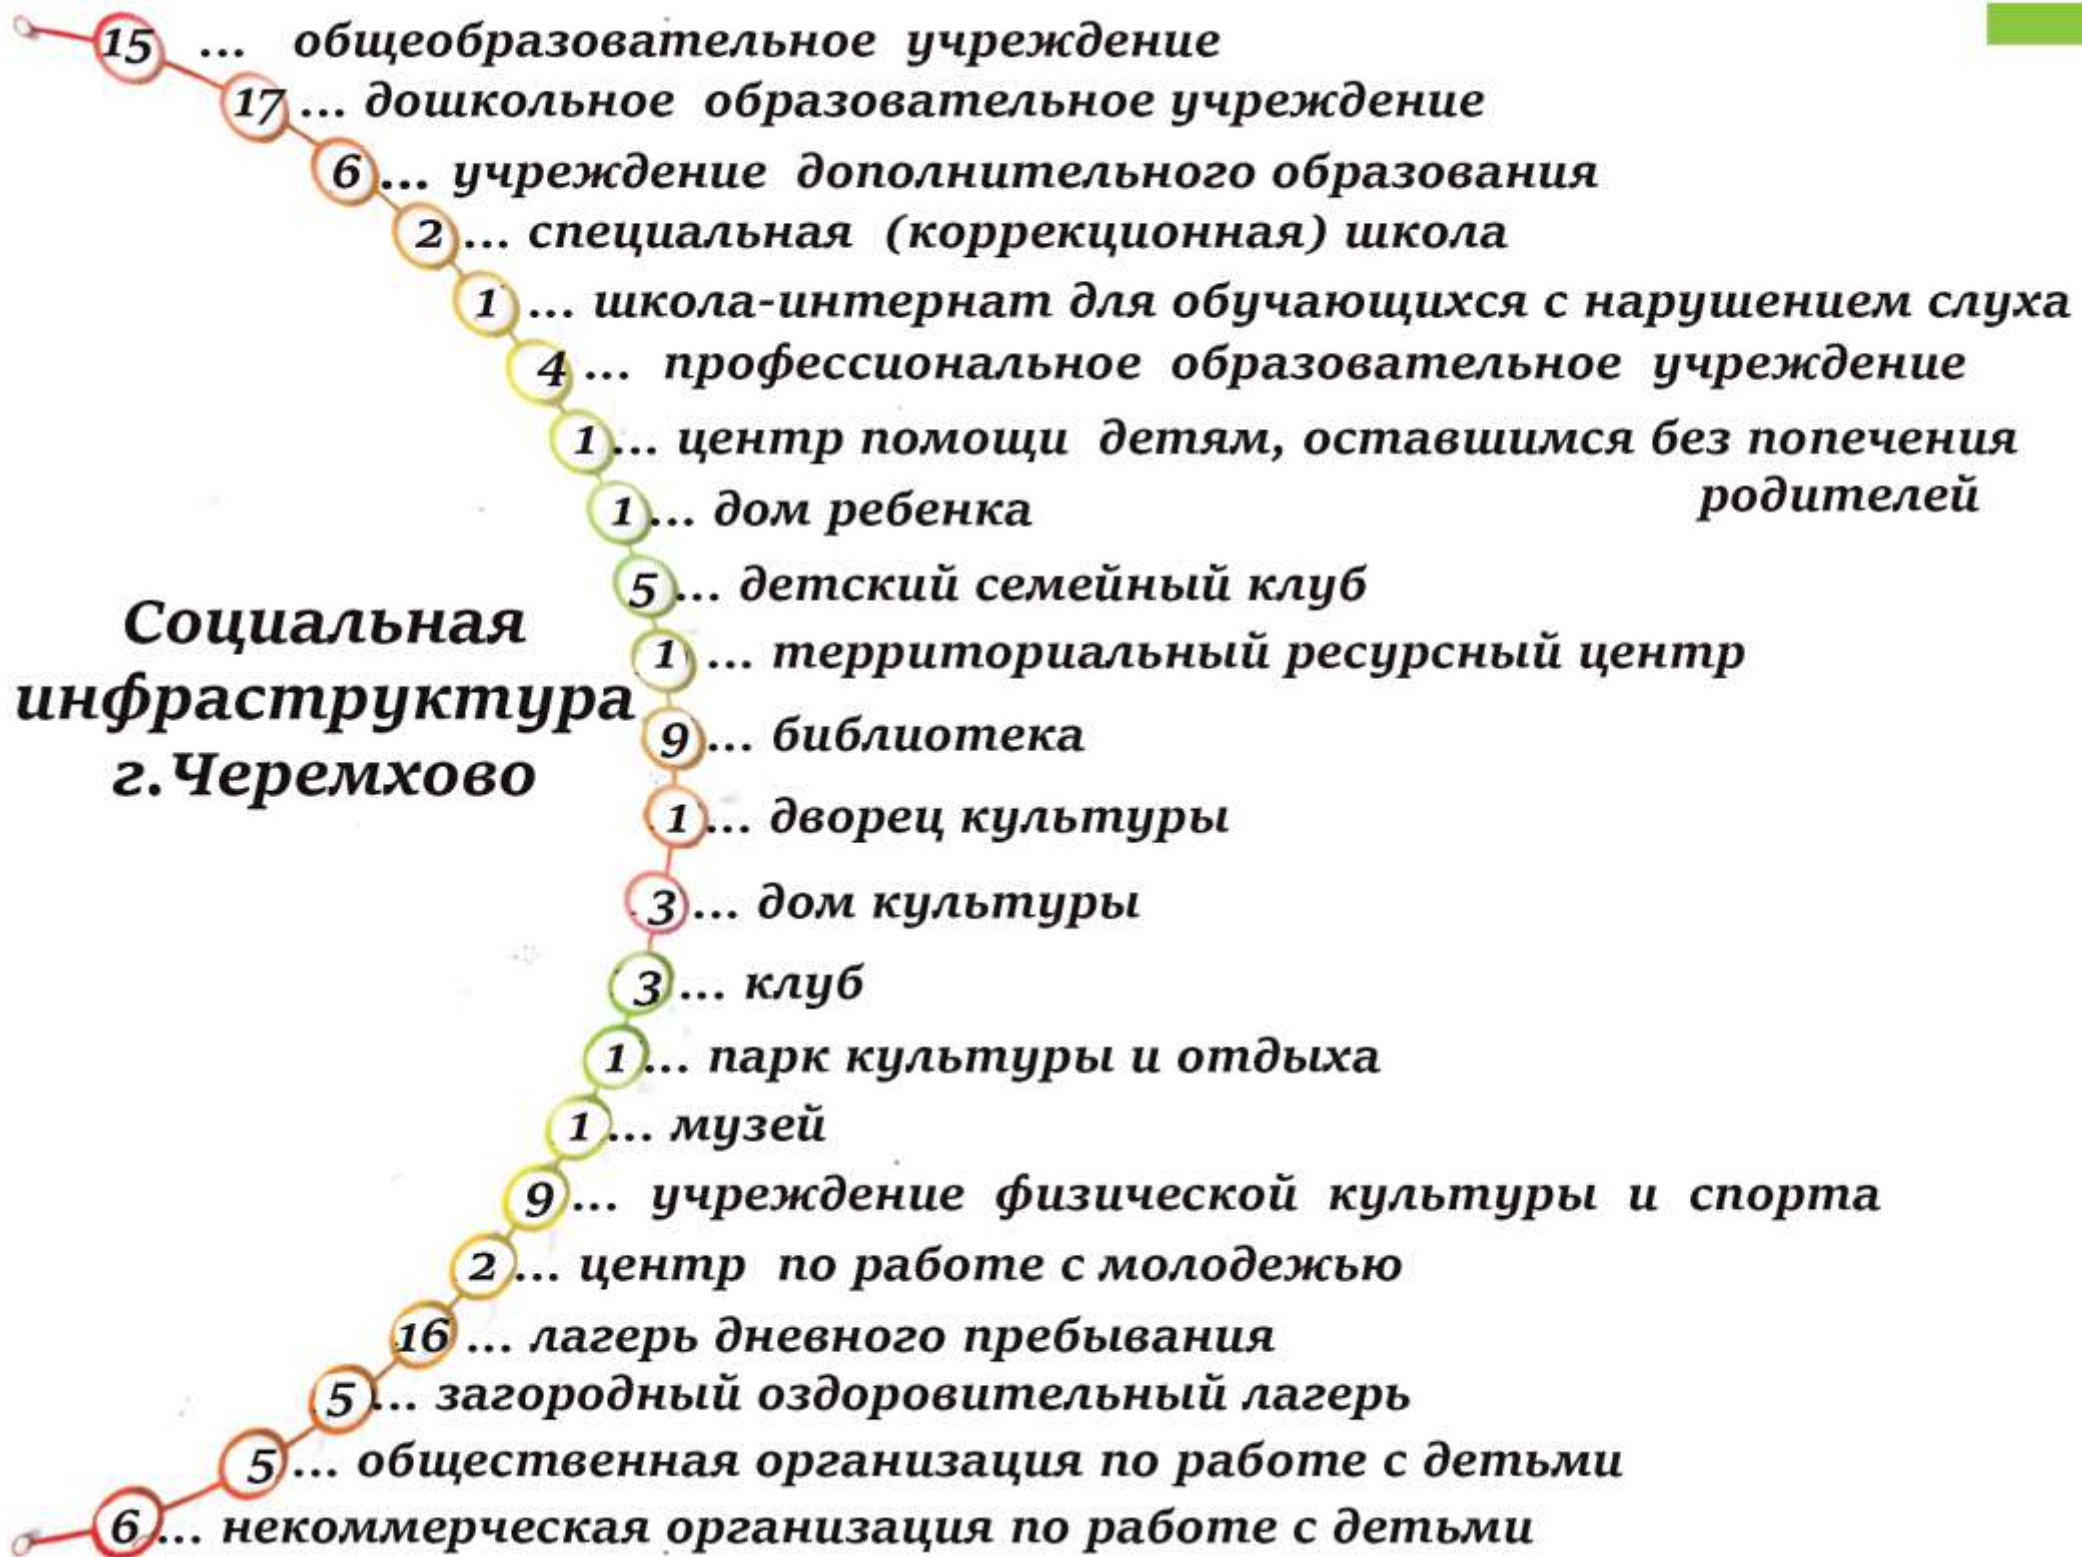 15 ... общеобразовательное учреждение
17 ... дошкольное образовательное учреждение
6 ... учреждение дополнительного образования
2 ... специальная (коррекционная) школа
1 ... школа-интернат для обучающихся с нарушением слуха
4 ... профессиональное образовательное учреждение
1 ... центр помощи детям, оставшимся без попечения
родителей
1 ... дом ребенка
5 ... детский семейный клуб
1 ... территориальный ресурсный центр
9 ... библиотека
1 ... дворец культуры
3 ... дом культуры
3 ... клуб
1 ... парк культуры и отдыха
1 ... музей
9 ... учреждение физической культуры и спорта
2 ... центр по работе с молодежью
16 ... лагерь дневного пребывания
5 ... загородный оздоровительный лагерь
5 ... общественная организация по работе с детьми
6 ... некоммерческая организация по работе с детьми
Социальная
инфраструктура
г.Черемхово